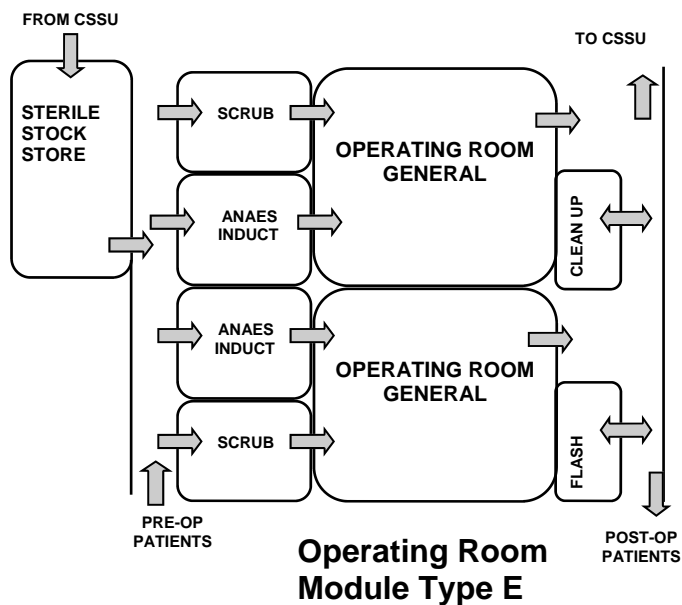 FROM CSSU
TO CSSU
STERILE
STOCK
STORE
SCRUB
OPERATING ROOM
GENERAL
ANAES
INDUCT
CLEAN UP
ANAES
INDUCT
OPERATING ROOM
GENERAL
SCRUB
FLASH
PRE-OP
PATIENTS
POST-OP
PATIENTS
Operating Room
Module Type E